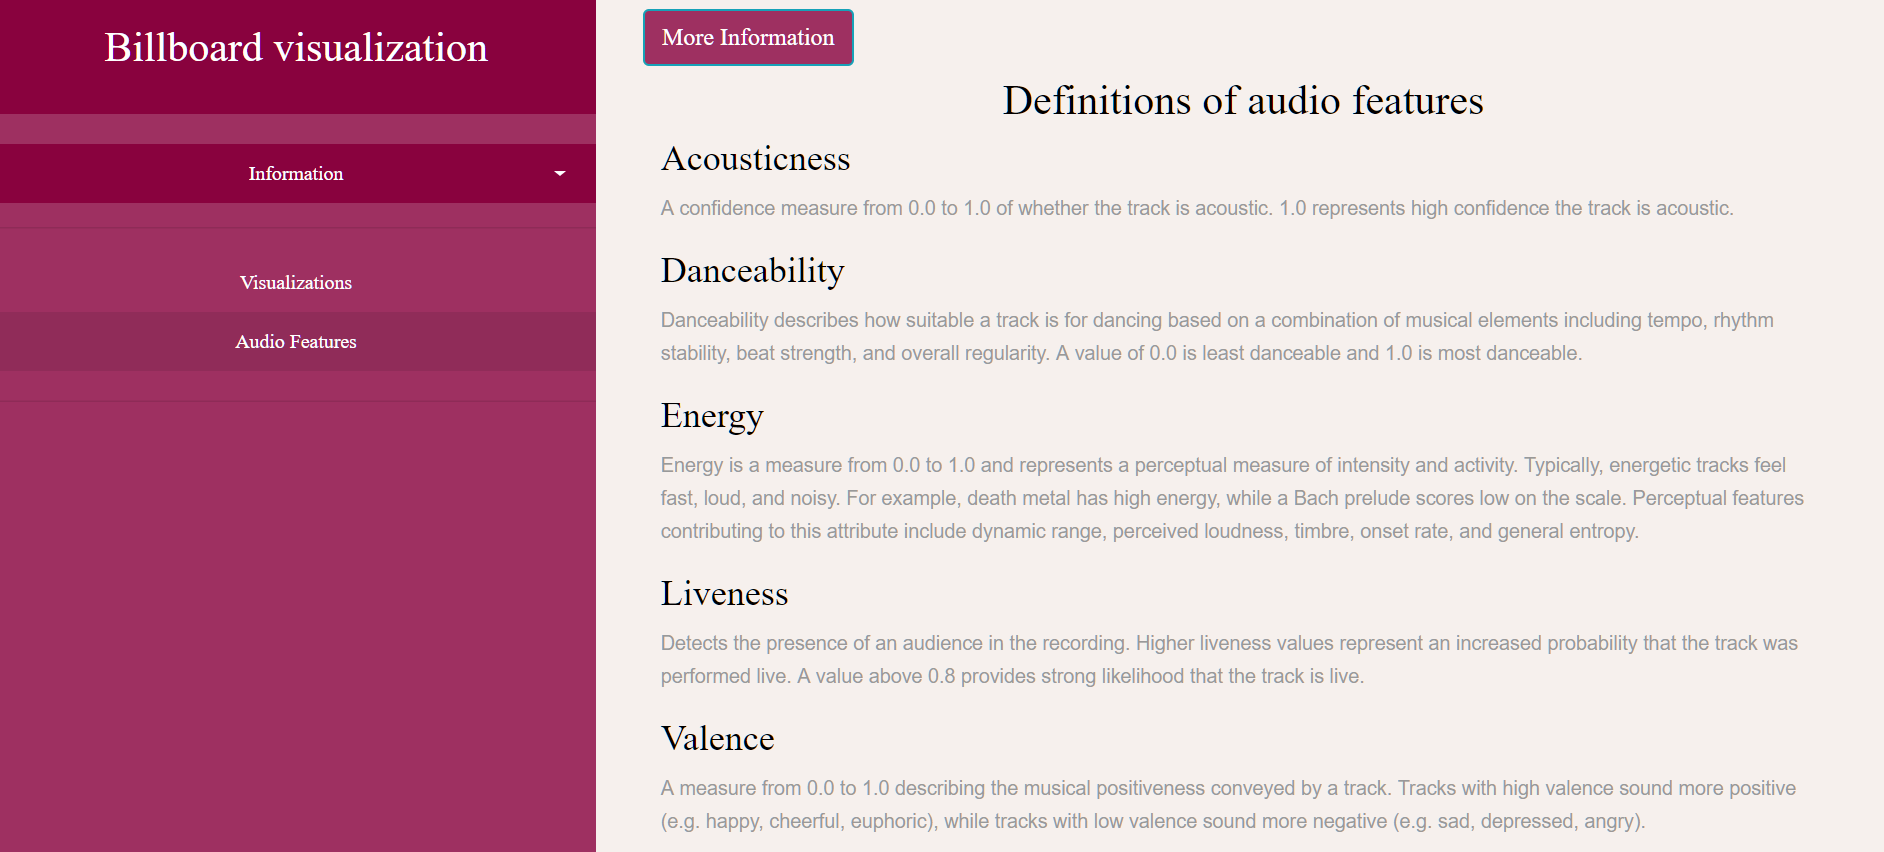 Billboard visualization
Information
Visualizations
Audio Features
More Information
Definitions of audio features
Acousticness
A confidence measure from 0.0 to 1.0 of whether the track is acoustic. 1.0 represents high confidence the track is acoustic.
Danceability
Danceability describes how suitable a track is for dancing based on a combination of musical elements including tempo, rhythm
stability, beat strength, and overall regularity. A value of 0.0 is least danceable and 1.0 is most danceable.
Energy
Energy is a measure from 0.0 to 1.0 and represents a perceptual measure of intensity and activity. Typically, energetic tracks feel
fast, loud, and noisy. For example, death metal has high energy, while a Bach prelude scores low on the scale. Perceptual features
contributing to this attribute include dynamic range, perceived loudness, timbre, onset rate, and general entropy.
Liveness
Detects the presence of an audience in the recording. Higher liveness values represent an increased probability that the track was
performed live. A value above 0.8 provides strong likelihood that the track is live.
Valence
A measure from 0.0 to 1.0 describing the musical positiveness conveyed by a track. Tracks with high valence sound more positive
(e.g. happy, cheerful, euphoric), while tracks with low valence sound more negative (e.g. sad, depressed, angry).